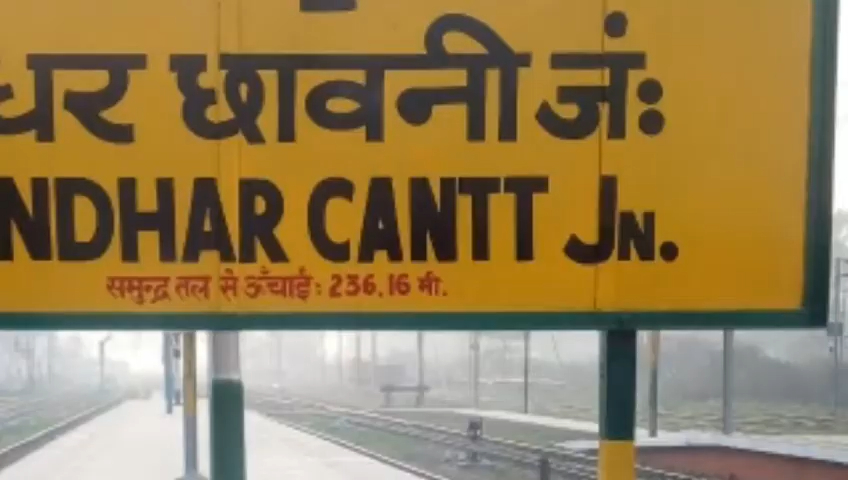 धर छावनी जं:
NDHAR CANTT JN.
समुन्द्र तल से ऊँचाई: 236.16 मी.